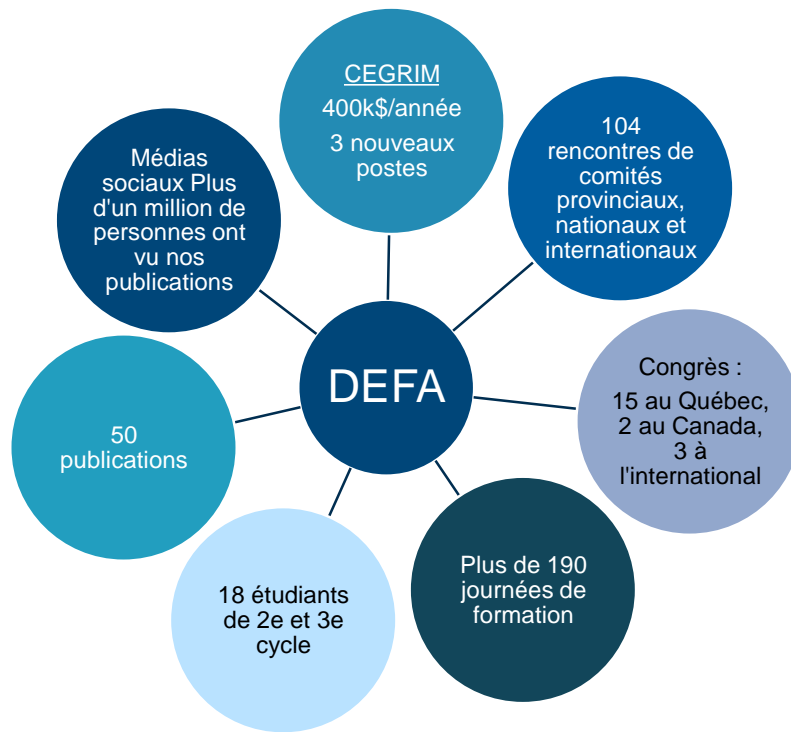 CEGRIM
400k$/année
3 nouveaux
postes
104
rencontres de
comités
provinciaux,
nationaux et
internationaux
Congrès :
15 au Québec,
2 au Canada,
3 à
l'international
Plus de 190
journées de
formation
18 étudiants
de 2e et 3e
cycle
50
publications
Médias
sociaux Plus
d'un million de
personnes ont
vu nos
publications
DEFA